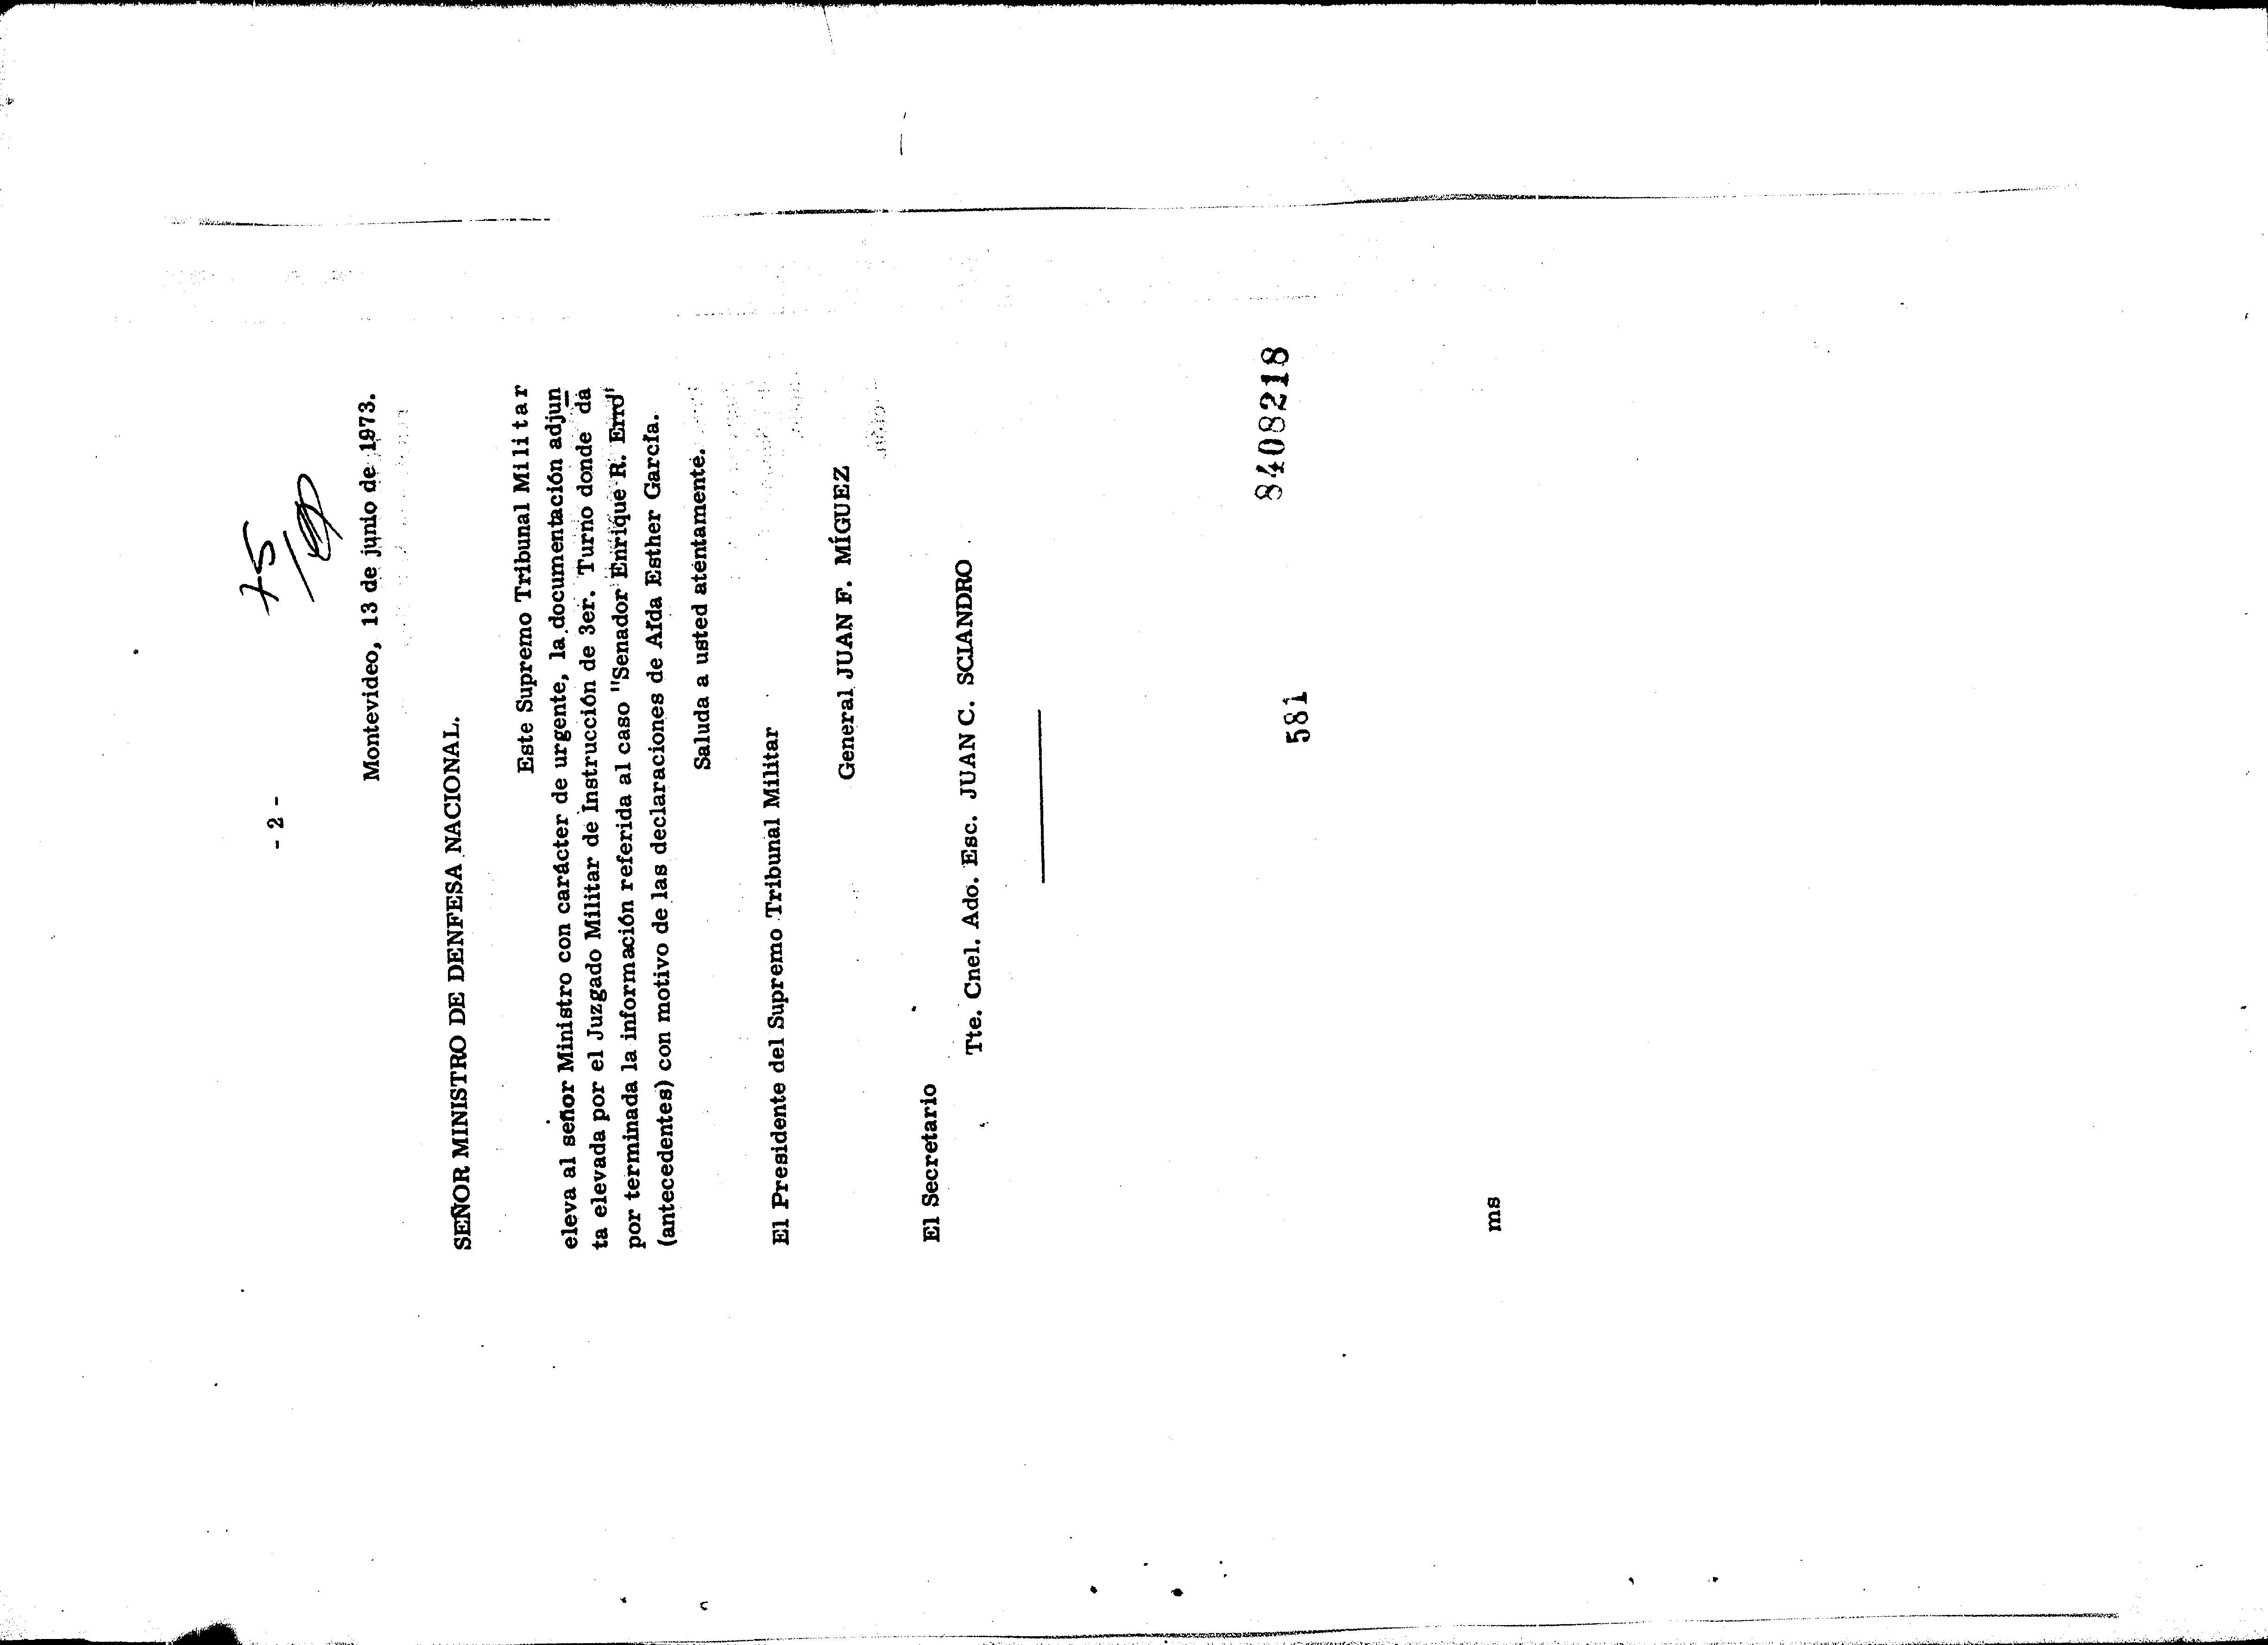 75
- 2 -
Montevideo, 13 de junio de 1973.
SEÑOR MINISTRO DE DENFESA NACIONAL.
Este Supremo Tribunal Militar
eleva al señor Ministro con carácter de urgente, la documentación adjun
ta elevada por el Juzgado Militar de Instrucción de 3er. Turno donde da
por terminada la información referida al caso "Senador Enrique R. Erro"
(antecedentes) con motivo de las declaraciones de Aída Esther García.
Saluda a usted atentamente.
El Presidente del Supremo Tribunal Militar
General JUAN F. MÍGUEZ
El Secretario
Tte. Cnel. Ado. Esc. JUAN C. SCIANDRO
581 8408218
ms